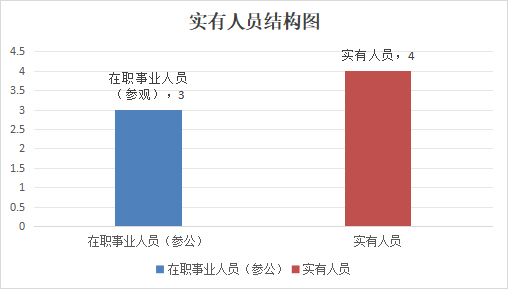 实有人员结构图
4.5
4
3.5
3
2.5
2
1.5
1
0.5
0
在职事业人员
（参观），3
实有人员，4
在职事业人员（参公）
实有人员
在职事业人员（参公）
实有人员